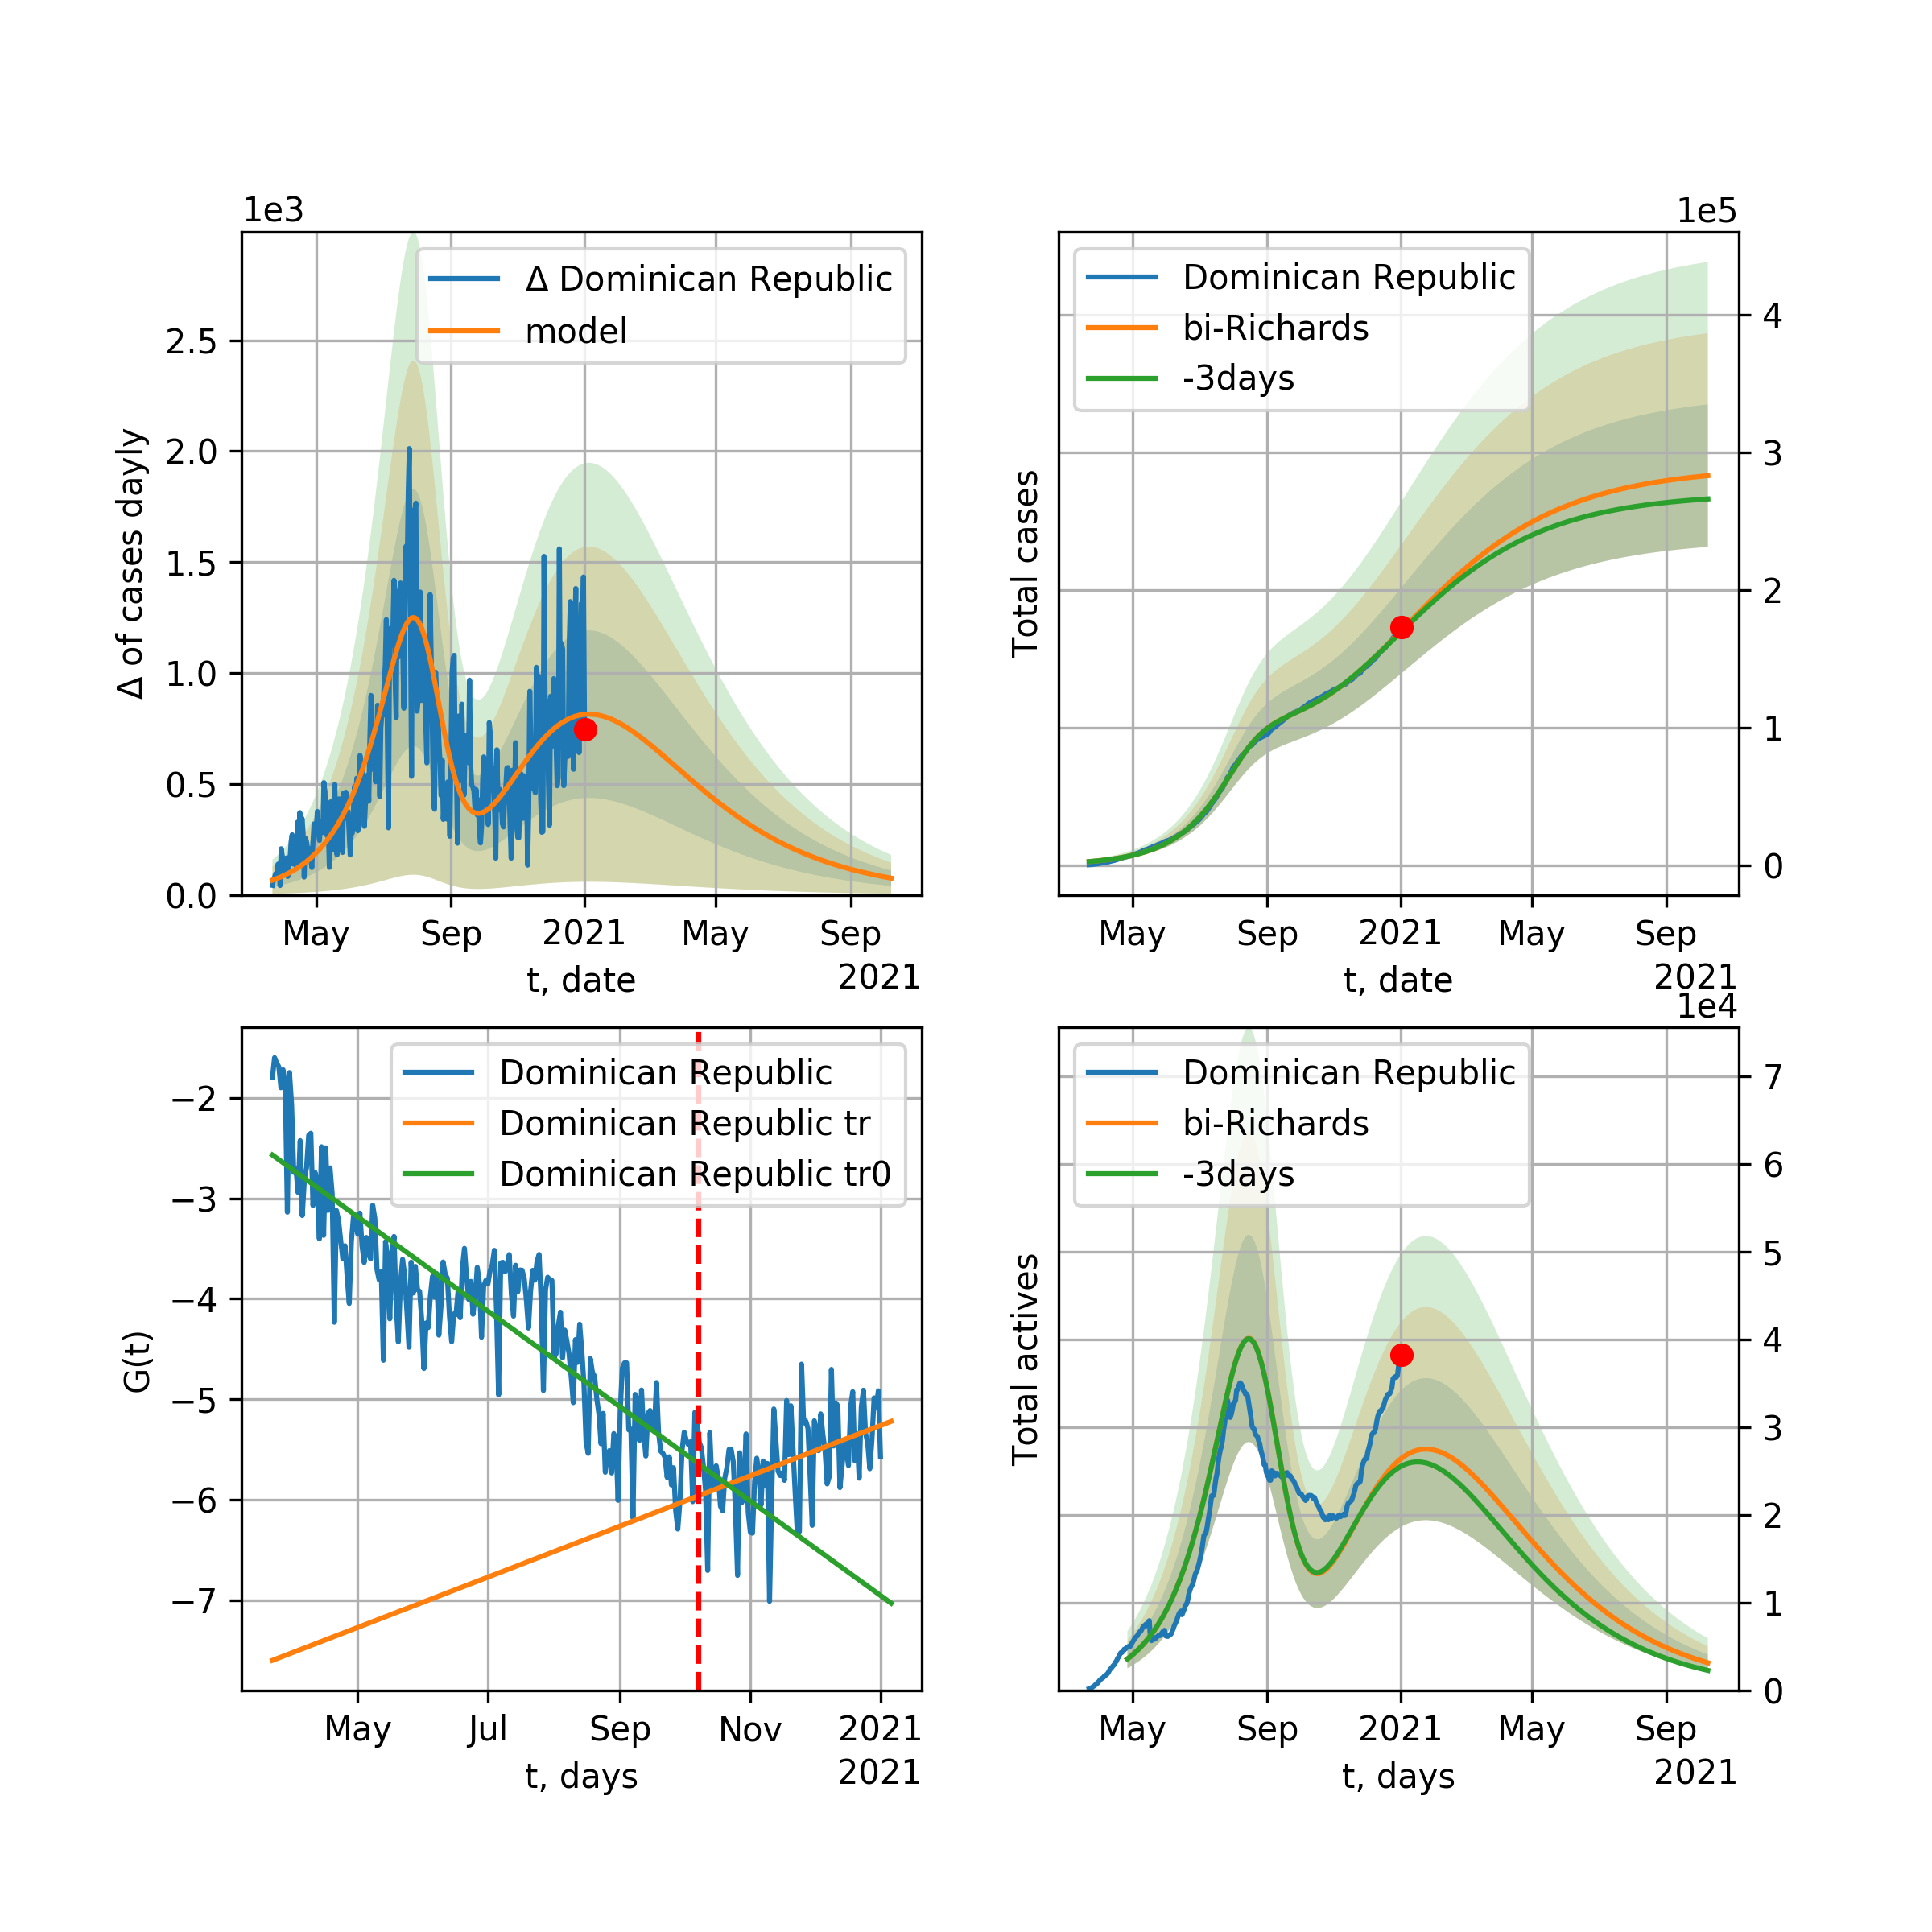 1e3
Δ Dominican Republic
model
2.5
2.0
1.5
1.0
0.5
0.0
Δ of cases dayly
May Sep 2021 May Sep
t, date
2021
1e5
Dominican Republic
bi-Richards
-3days
4
3
2
1
0
Total cases
May Sep 2021 May Sep
t, date
2021
Dominican Republic
Dominican Republic tr
Dominican Republic tr0
−2
−3
−4
−5
−6
−7
G(t)
May Jul Sep Nov 2021
t, days
2021
1e4
Dominican Republic
bi-Richards
-3days
7
6
5
4
3
2
1
0
Total actives
May Sep 2021 May Sep
t, days
2021